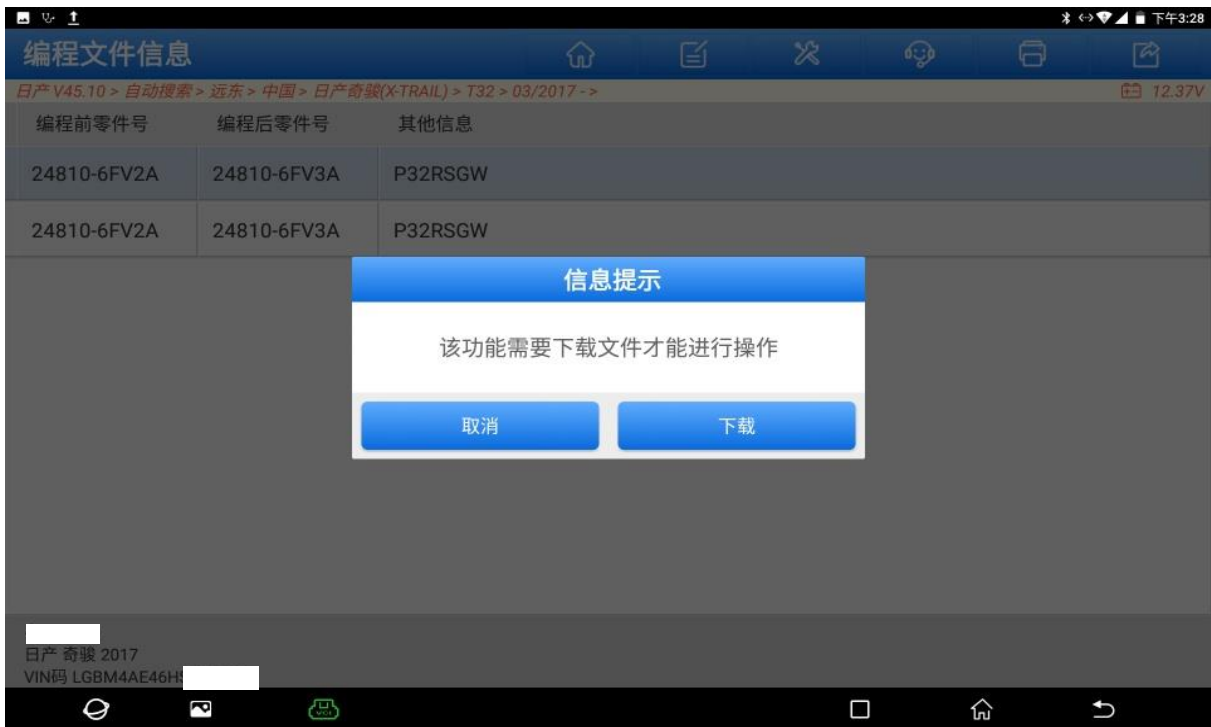 下午3:28
编程文件信息
日产 V45.10 > 自动搜索 > 远东 > 中国 > 日产奇骏(X-TRAIL) > T32 > 03/2017 - >
12.37V
编程前零件号 编程后零件号 其他信息
24810-6FV2A 24810-6FV3A P32RSGW
24810-6FV2A 24810-6FV3A P32RSGW
信息提示
该功能需要下载文件才能进行操作
取消 下载
日产 奇骏 2017
VIN码 LGBM4AE46H
VCI